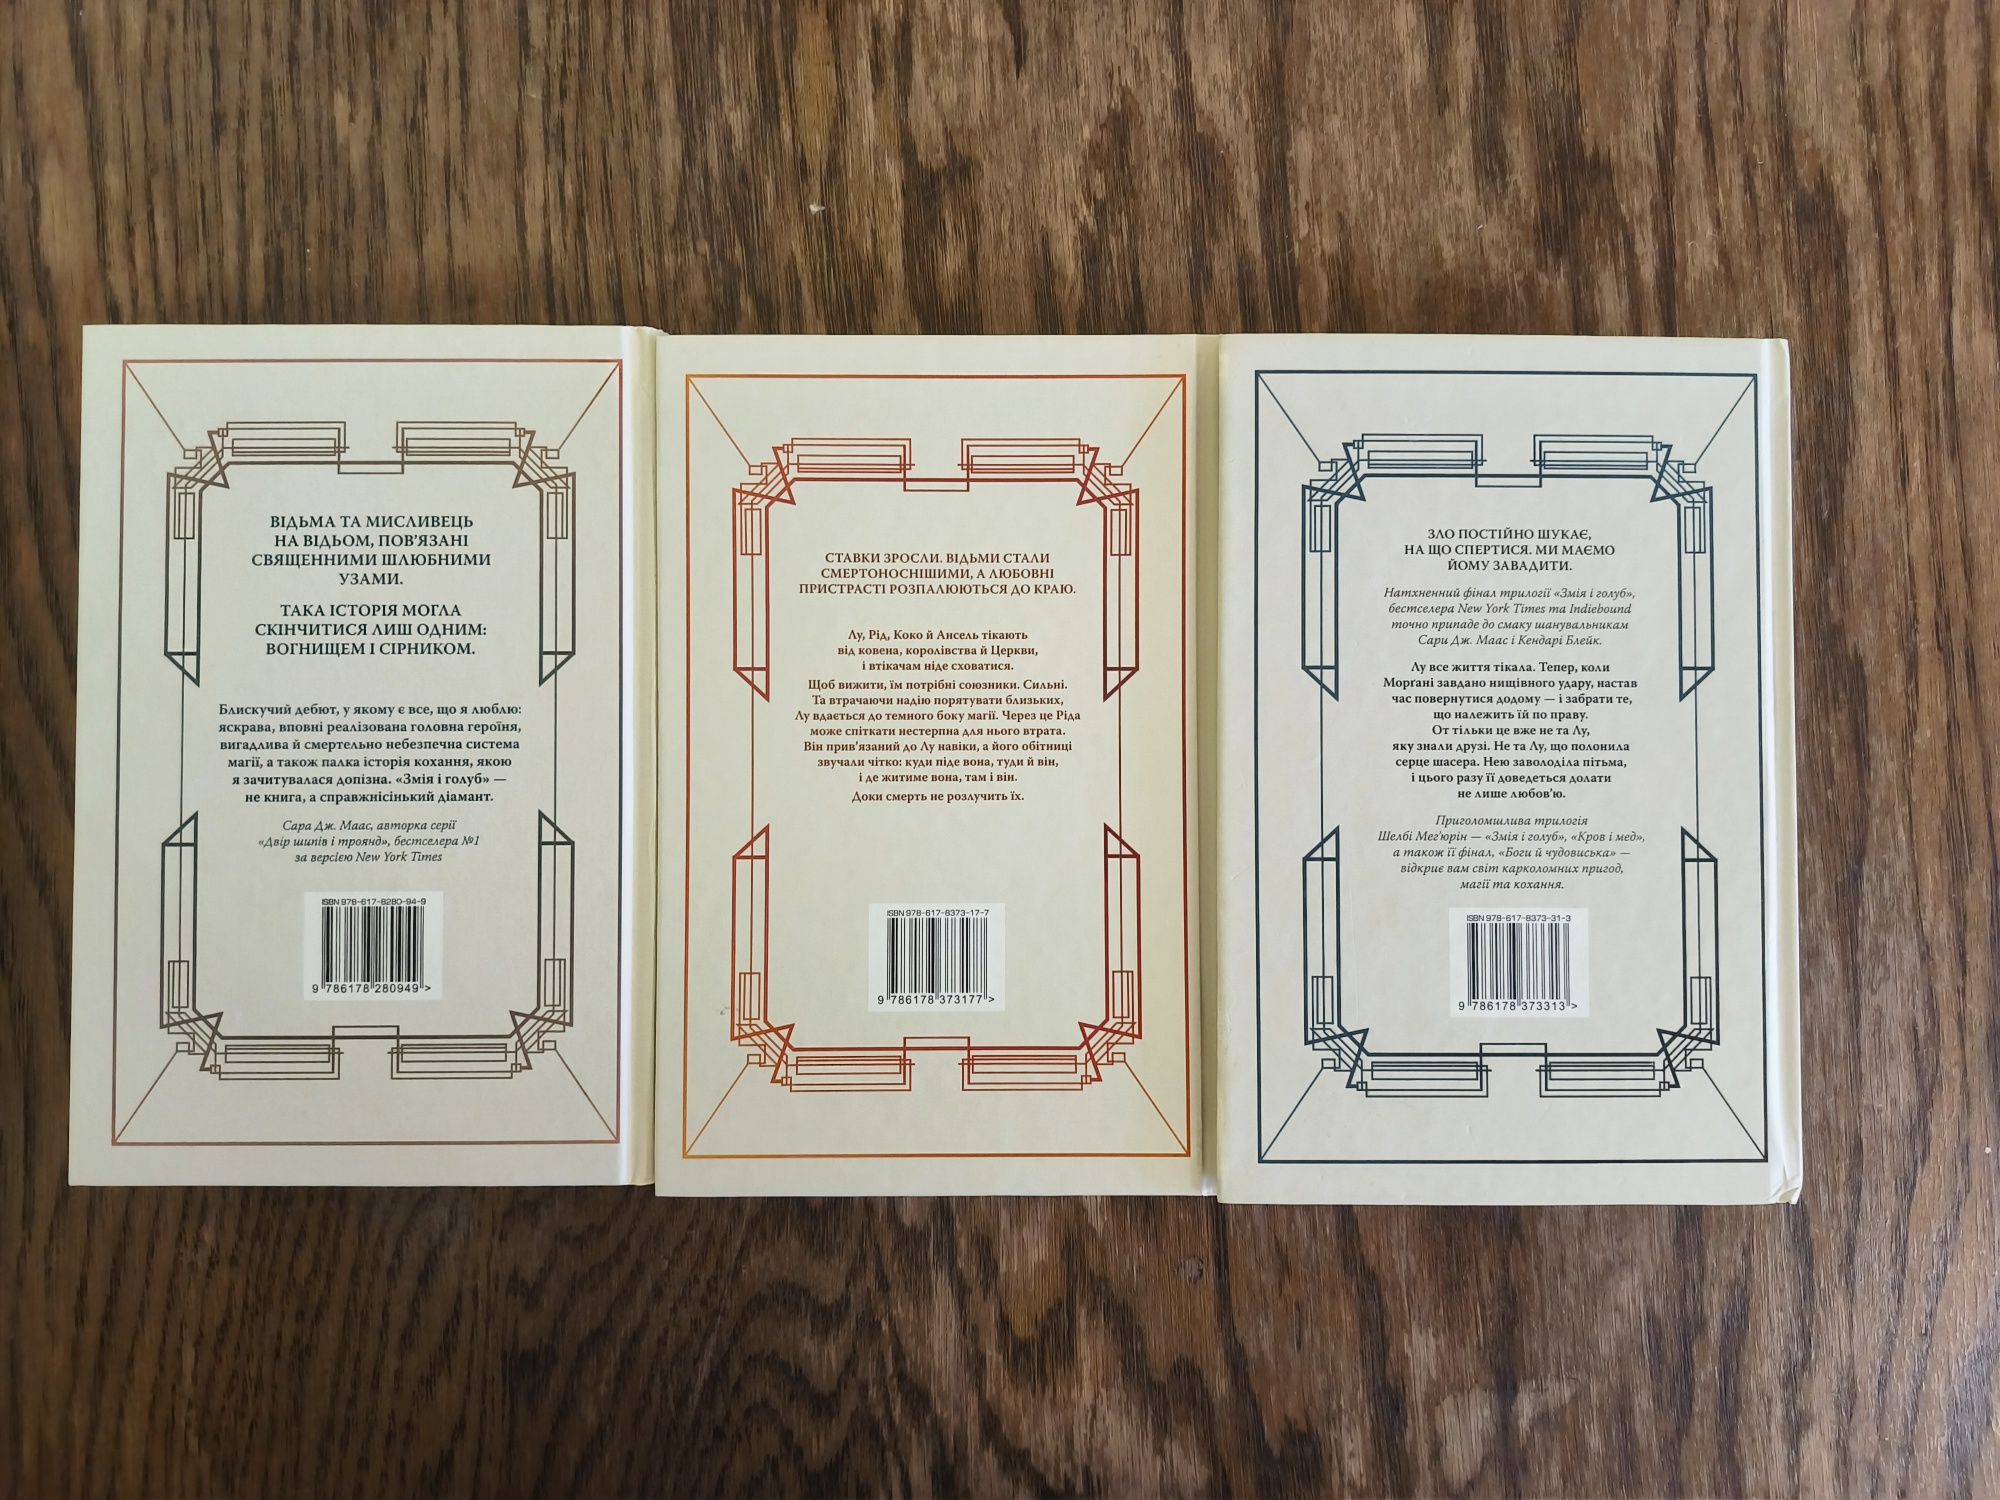 ВІДЬМА ТА МИСЛИВЕЦЬ
НА ВІДЬОМ, ПОВ’ЯЗАНІ
СВЯЩЕННИМИ ШЛЮБНИМИ
УЗАМИ.
ТАКА ІСТОРІЯ МОГЛА
СКІНЧИТИСЯ ЛИШ ОДНИМ:
ВОГНИЩЕМ І СІРНИКОМ.
Блискучий дебют, у якому є все, що я люблю:
яскрава, вповні реалізована головна героїня,
вигадлива й смертельно небезпечна система
магії, а також палка історія кохання, якою
я зачитувалася допізна. «Змія і голуб» —
не книга, а справжнісінький діамант.
Сара Дж. Маас, авторка серії
«Двір шипів і троянд», бестселера №1
за версією New York Times
ISBN 978-617-8280-94-9
9 786178 280949 >
СТАВКИ ЗРОСЛИ. ВІДЬМИ СТАЛИ
СМЕРТОНОСНІШИМИ, А ЛЮБОВНІ
ПРИСТРАСТІ РОЗПАЛЮЮТЬСЯ ДО КРАЮ.
Лу, Рід, Коко й Ансель тікають
від ковена, королівства й Церкви,
і втікачам ніде сховатися.
Щоб вижити, їм потрібні союзники. Сильні.
Та втрачаючи надію порятувати близьких,
Лу вдається до темного боку магії. Через це Ріда
може спіткати нестерпна для нього втрата.
Він прив’язаний до Лу навіки, а його обітниці
звучали чітко: куди піде вона, туди й він,
і де житиме вона, там і він.
Доки смерть не розлучить їх.
ISBN 978-617-8373-17-7
9 786178 373177 >
ЗЛО ПОСТІЙНО ШУКАЄ,
НА ЩО СПЕРТИСЯ. МИ МАЄМО
ЙОМУ ЗАВАДИТИ.
Натхненний фінал трилогії «Змія і голуб»,
бестселера New York Times та Indiebound
точно припаде до смаку шанувальникам
Сари Дж. Маас і Кендарі Блейк.
Лу все життя тікала. Тепер, коли
Морґані завдано нищівного удару, настав
час повернутися додому — і забрати те,
що належить їй по праву.
От тільки це вже не та Лу,
яку знали друзі. Не та Лу, що полонила
серце шасера. Нею заволоділа пітьма,
і цього разу її доведеться долати
не лише любов’ю.
Приголомшлива трилогія
Шелбі Мег’юрін — «Змія і голуб», «Кров і мед»,
а також її фінал, «Боги й чудовиська» —
відкриє вам світ карколомних пригод,
магії та кохання.
ISBN 978-617-8373-31-3
9 786178 373313 >